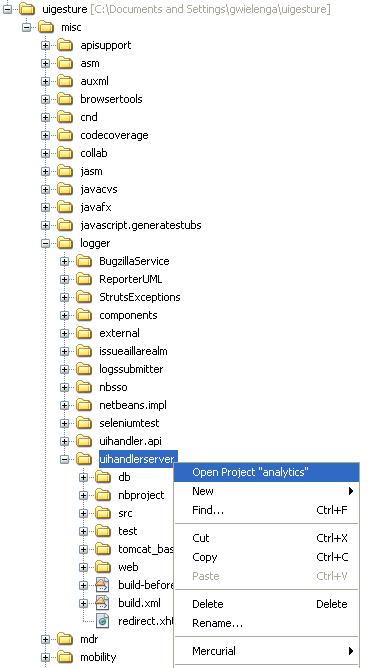 uigesture [C:\Documents and Settings\gwielenga\uigesture]
misc
apisupport
asm
auxml
browsertools
cnd
codecoverage
collab
jasm
javacvs
javafx
javascript.generatestubs
logger
BugzillaService
ReporterUML
StrutsExceptions
components
external
issueaillarealm
logssubmitter
nbsso
netbeans.impl
seleniumtest
uihandler.api
uihandlerserver
db
nbproject
src
test
tomcat_bas
web
build-before
build.xml
redirect.xht
mdr
mobility
Open Project "analytics"
New
Find... Ctrl+F
Cut Ctrl+X
Copy Ctrl+C
Paste Ctrl+V
Delete Delete
Rename...
Mercurial